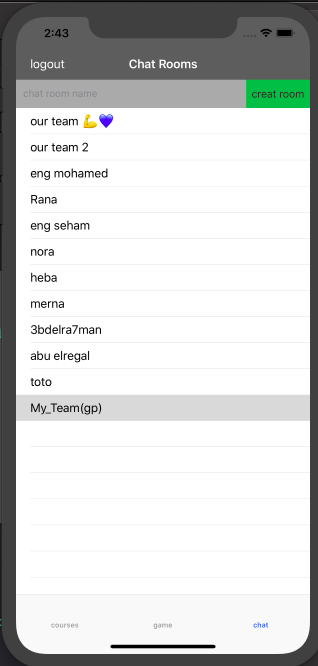 2:43
logout Chat Rooms
chat room name creat room
our team 💪💙
our team 2
eng mohamed
Rana
eng seham
nora
heba
merna
3bdelra7man
abu elregal
toto
My_Team(gp)
courses game chat